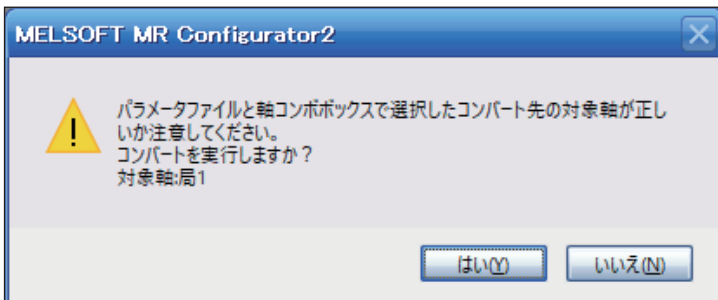 MELSOFT MR Configurator2
パラメータファイルと軸コンボボックスで選択したコンバート先の対象軸が正し
いか注意してください。
コンバートを実行しますか？
対象軸:局1
はい(Y) いいえ(N)